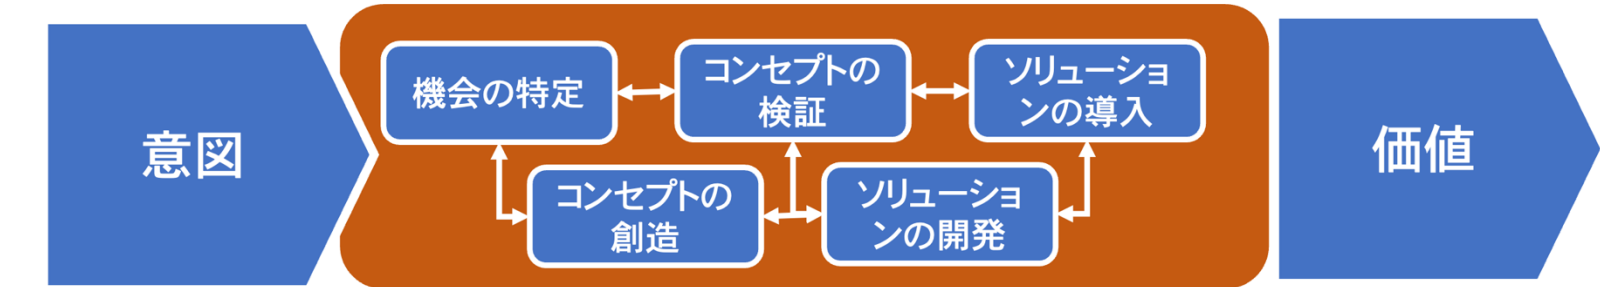 意図
機会の特定
コンセプトの
検証
ソリューショ
ンの導入
コンセプトの
創造
ソリューショ
ンの開発
価値